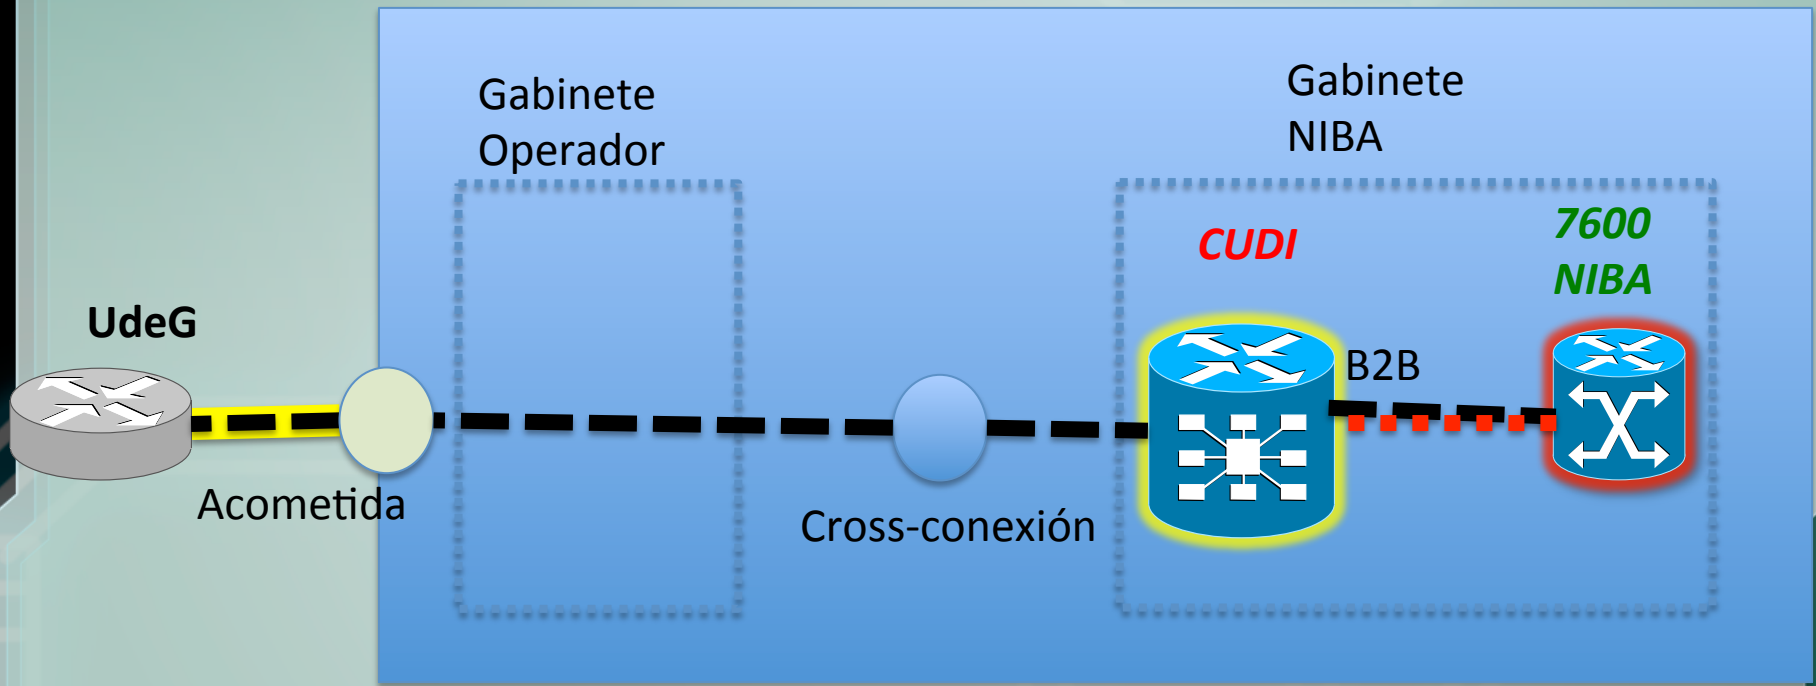 Gabinete
Operador
Gabinete
NIBA
CUDI
7600
NIBA
UdeG
B2B
Acometida
Cross-conexión